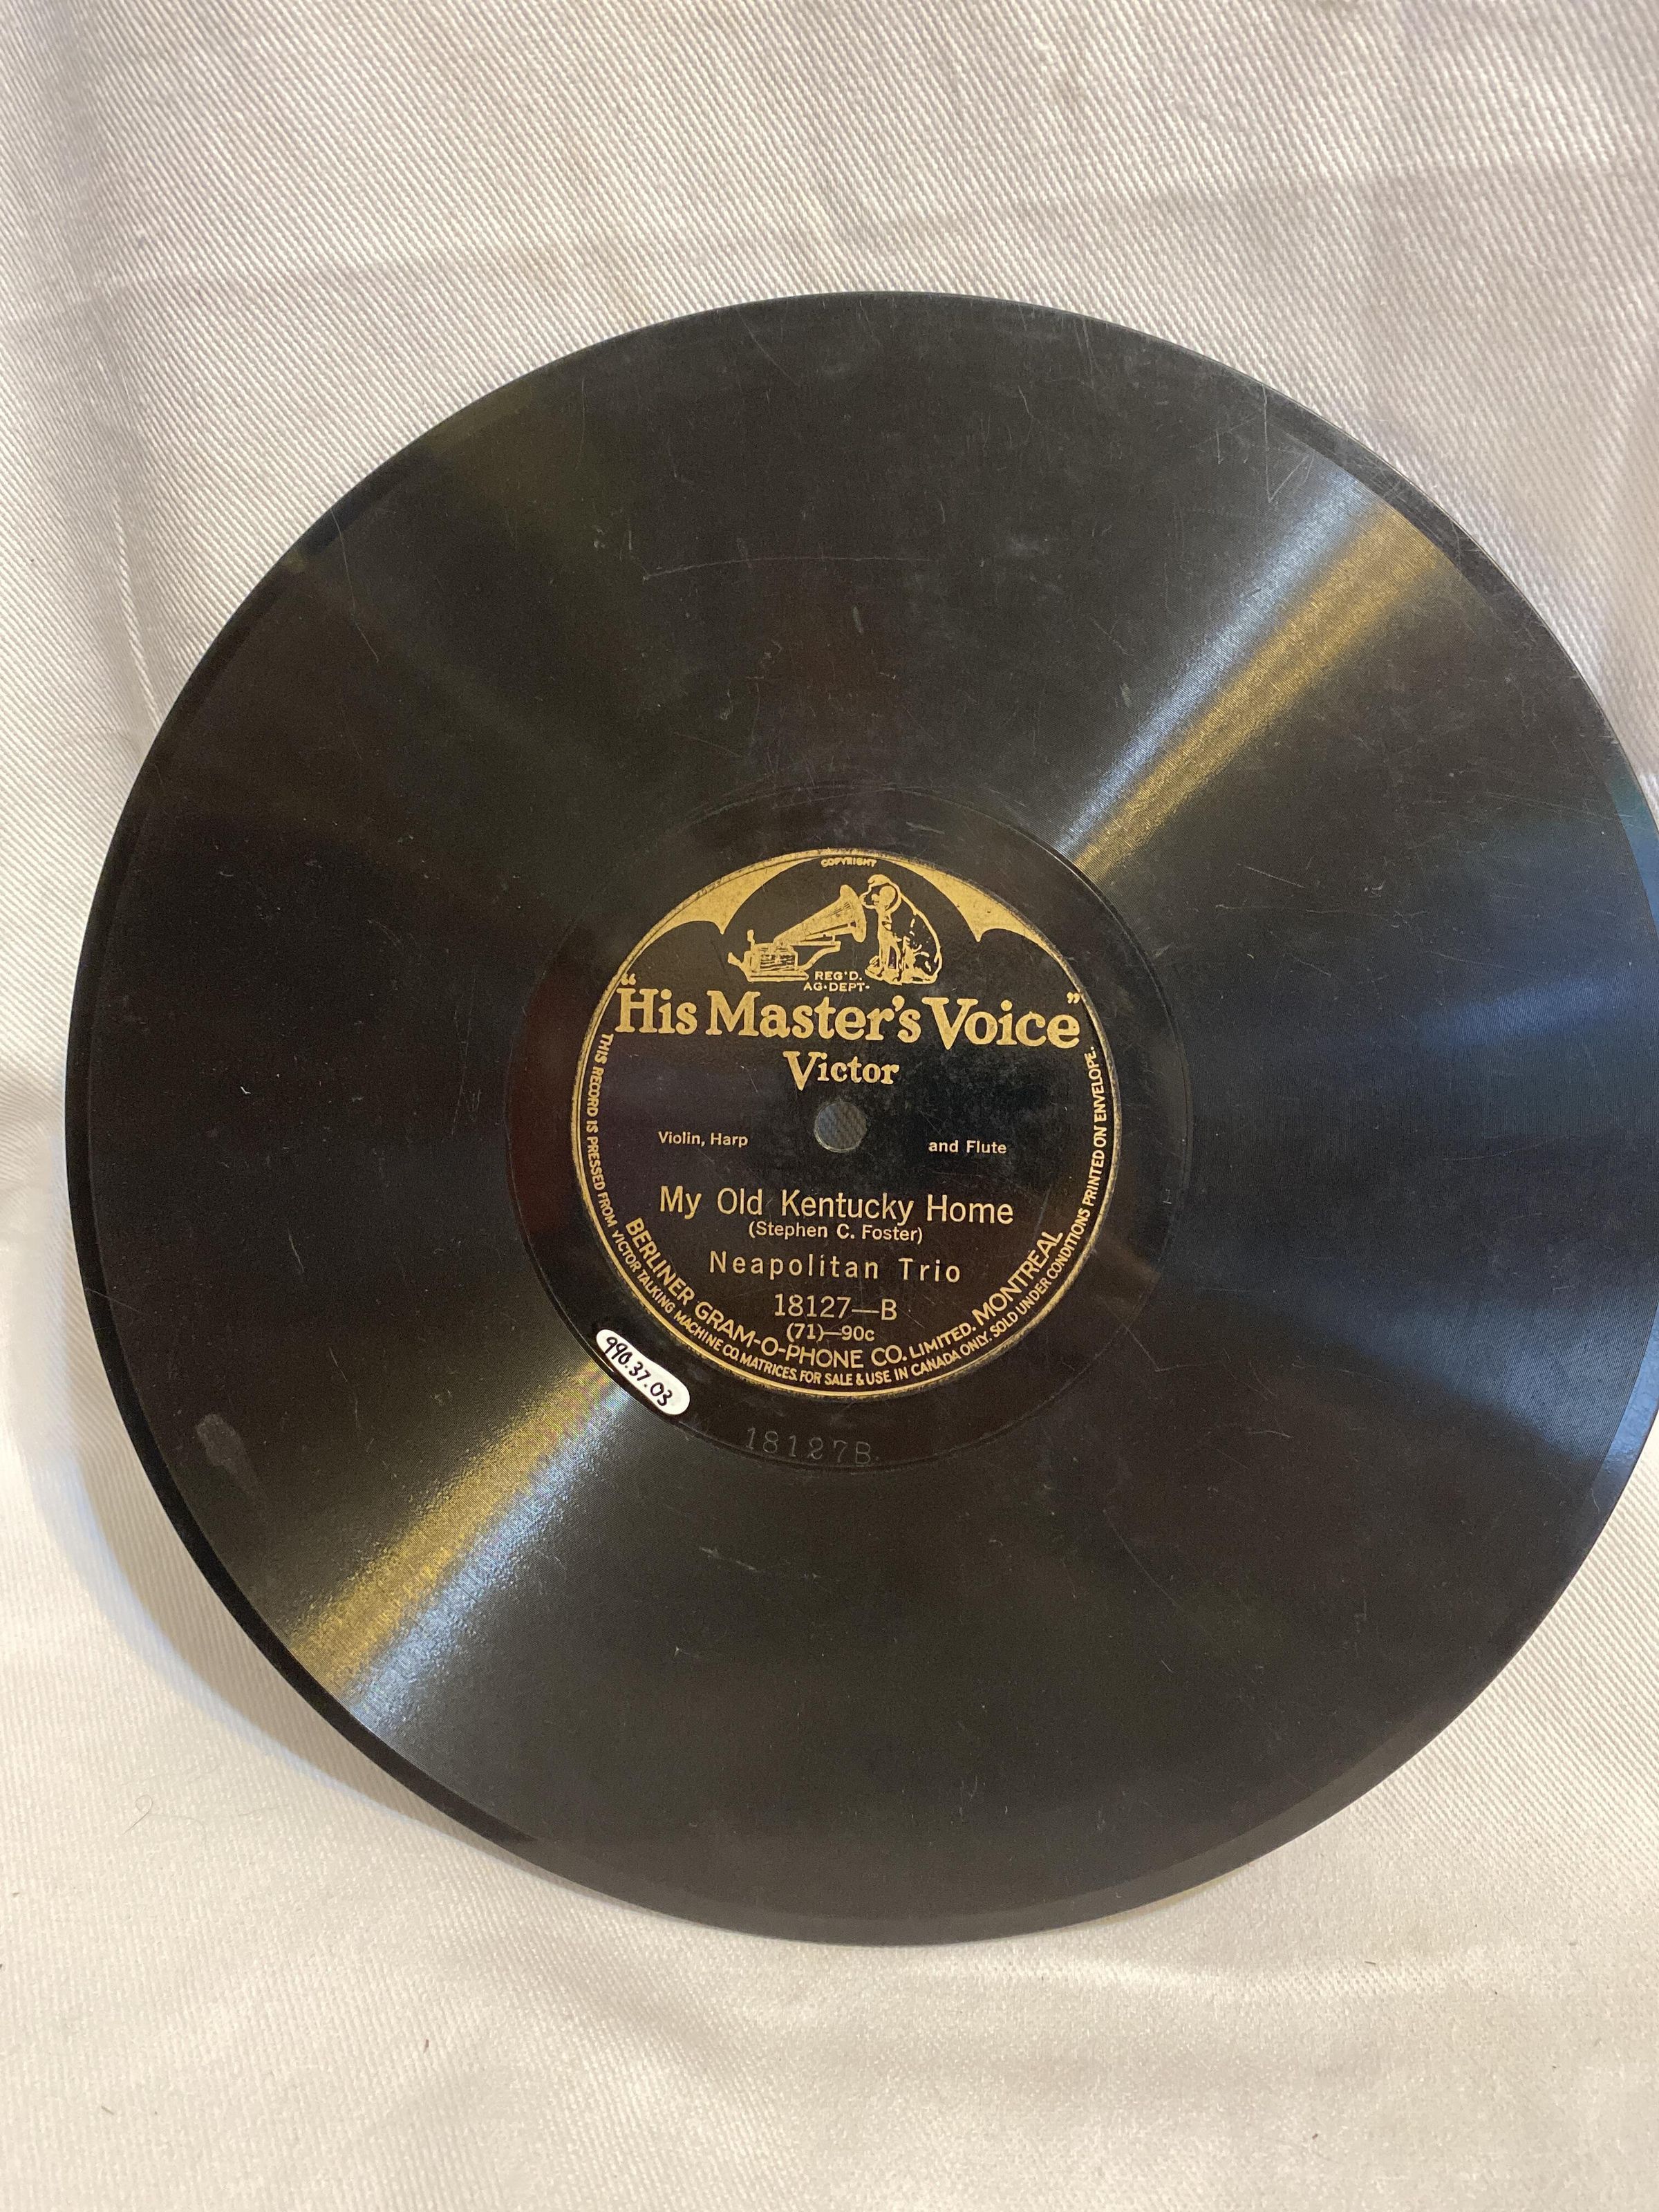 COPYRIGHT
REG'D.
AG·DEPT·
"His Master's Voice"
Victor
Violin, Harp and Flute
My Old Kentucky Home
(Stephen C. Foster)
Neapolitan Trio
18127—B
(71)—90c
BERLINER GRAM-O-PHONE CO. LIMITED. MONTREAL
THIS RECORD IS PRESSED FROM VICTOR TALKING MACHINE CO. MATRICES. FOR SALE & USE IN CANADA ONLY. SOLD UNDER CONDITIONS PRINTED ON ENVELOPE.
990.37.03
18127B.